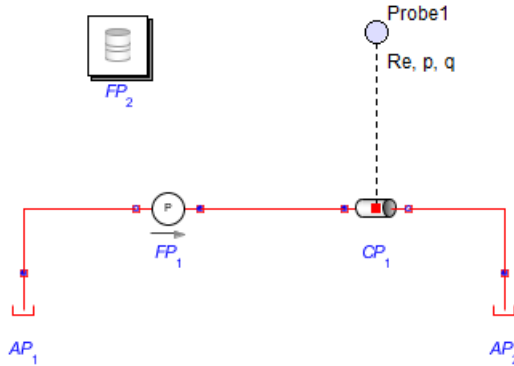 Probe1
Re, p, q
FP2
P
FP1
CP1
AP1
AP2